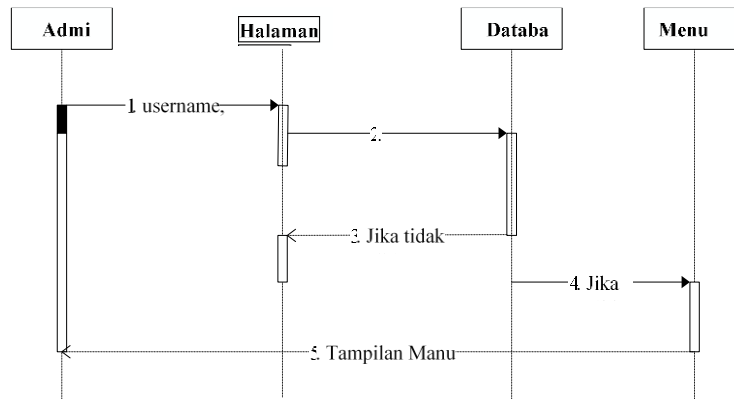 Admi
Halaman
Databa
Menu
1. username,
2.
3. Jika tidak
4. Jika
5. Tampilan Manu